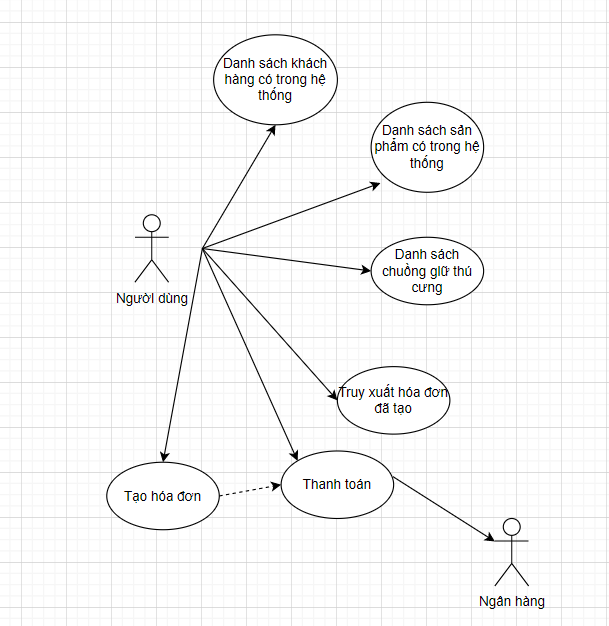 Danh sách khách
hàng có trong hệ
thống
Danh sách sản
phẩm có trong hệ
thống
Danh sách
chuồng giữ thú
cưng
Người dùng
Truy xuất hóa đơn
đã tạo
Tạo hóa đơn
Thanh toán
Ngân hàng